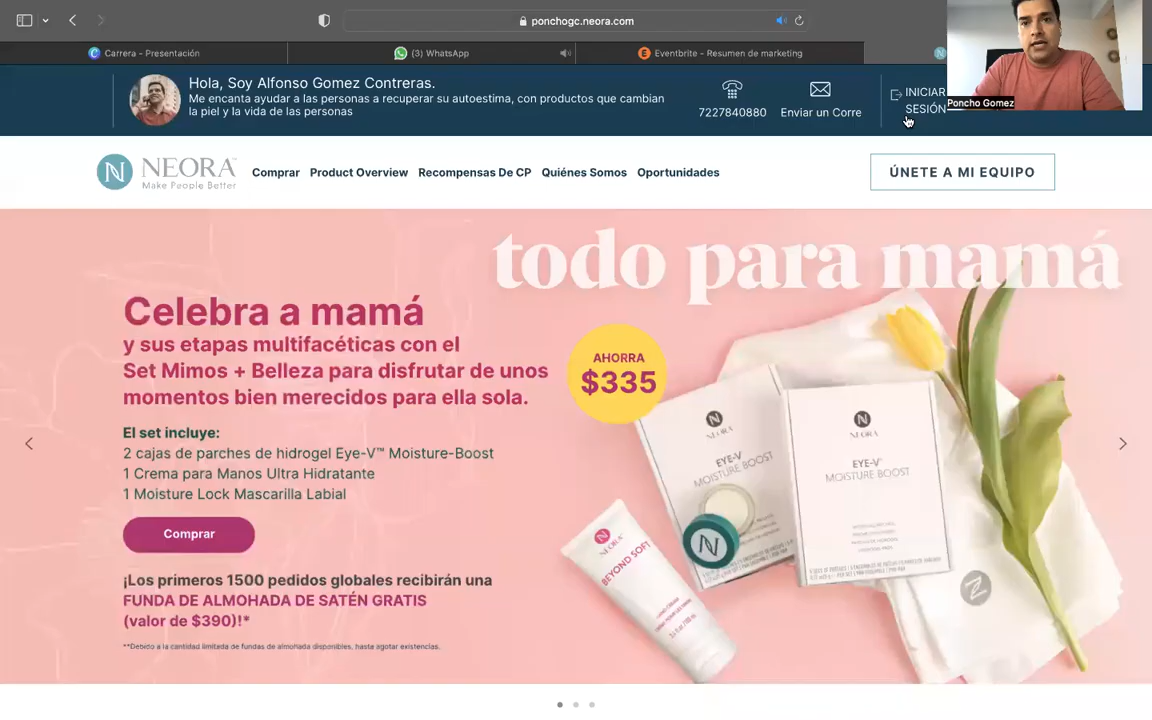 ponchogc.neora.com
Carrera - Presentación
(3) WhatsApp
Eventbrite - Resumen de marketing
Hola, Soy Alfonso Gomez Contreras.
Me encanta ayudar a las personas a recuperar su autoestima, con productos que cambian
la piel y la vida de las personas
7227840880
Enviar un Corre
INICIAR
SESIÓN
Poncho Gomez
N NEORA™
Make People Better
Comprar
Product Overview
Recompensas De CP
Quiénes Somos
Oportunidades
ÚNETE A MI EQUIPO
todo para mamá
Celebra a mamá
y sus etapas multifacéticas con el
Set Mimos + Belleza para disfrutar de unos
momentos bien merecidos para ella sola.
AHORRA
$335
El set incluye:
2 cajas de parches de hidrogel Eye-V™ Moisture-Boost
1 Crema para Manos Ultra Hidratante
1 Moisture Lock Mascarilla Labial
Comprar
¡Los primeros 1500 pedidos globales recibirán una
FUNDA DE ALMOHADA DE SATÉN GRATIS
(valor de $390)!*
**Debido a la cantidad limitada de fundas de almohada disponibles, hasta agotar existencias.
N
NEORA
EYE-V
MOISTURE BOOST
N
NEORA
EYE-V™
MOISTURE BOOST
N
N
NEORA
BEYOND SOFT